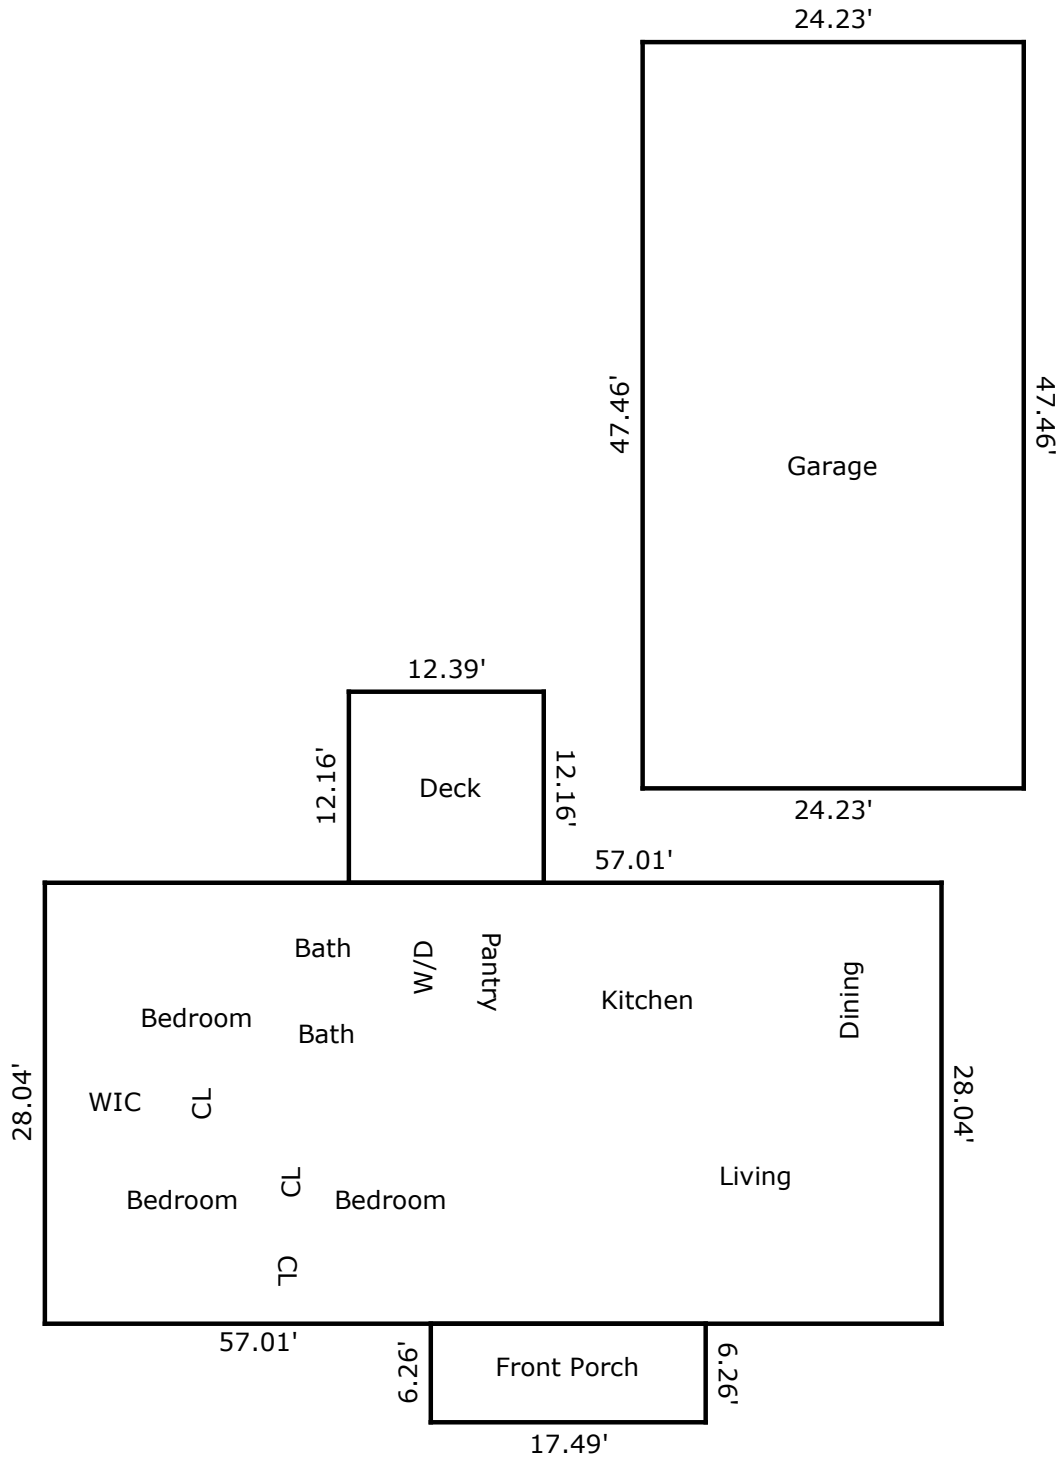 24.23'
47.46'
47.46'
Garage
24.23'
12.39'
12.16'
12.16'
Deck
57.01'
Bath
W/D
Pantry
Kitchen
Dining
Bedroom
Bath
28.04'
WIC
CL
28.04'
Living
Bedroom
CL
Bedroom
CL
57.01'
6.26'
Front Porch
6.26'
17.49'